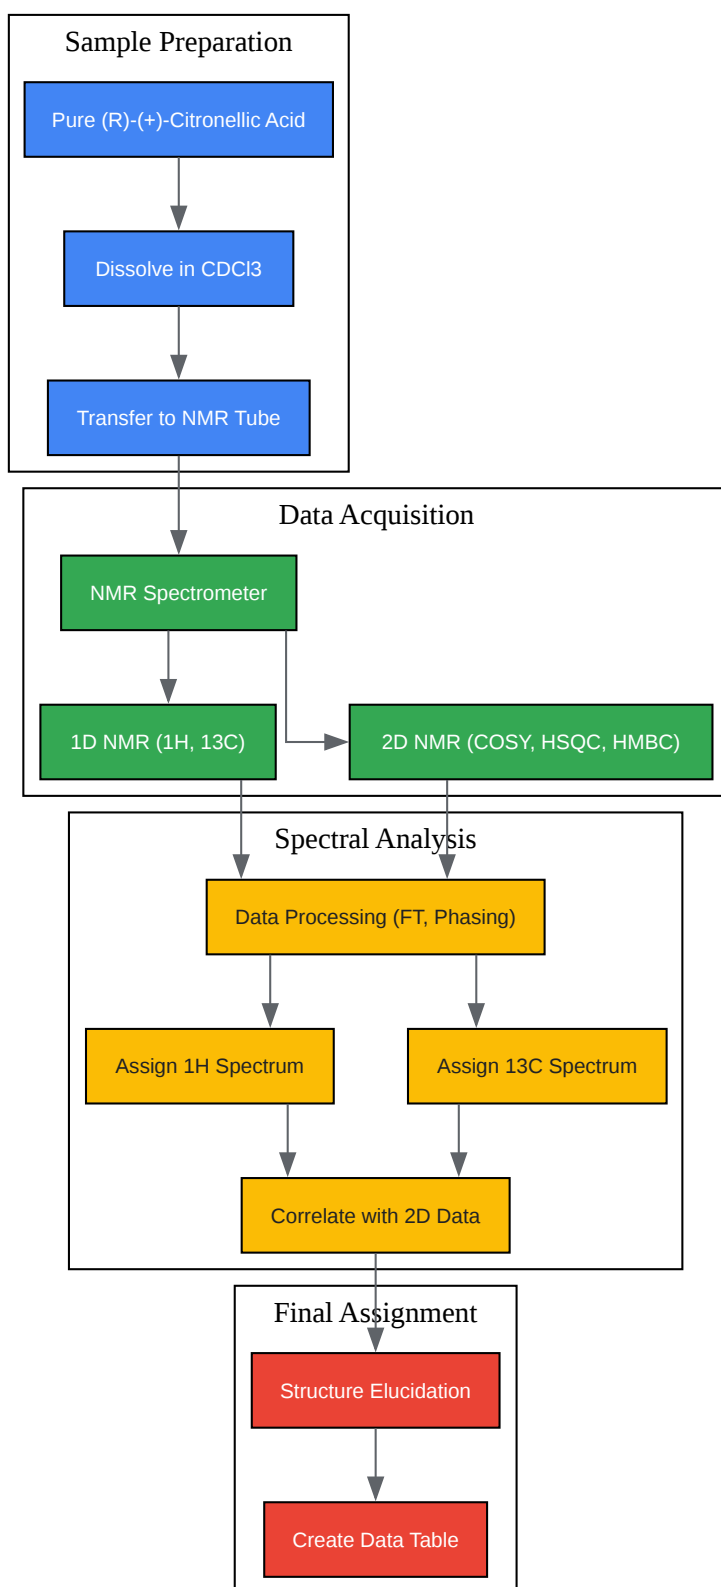 Sample Preparation
Pure (R)-(+)-Citronellic Acid
Dissolve in CDCl3
Transfer to NMR Tube
Data Acquisition
NMR Spectrometer
1D NMR (1H, 13C)
2D NMR (COSY, HSQC, HMBC)
Spectral Analysis
Data Processing (FT, Phasing)
Assign 1H Spectrum
Assign 13C Spectrum
Correlate with 2D Data
Final Assignment
Structure Elucidation
Create Data Table